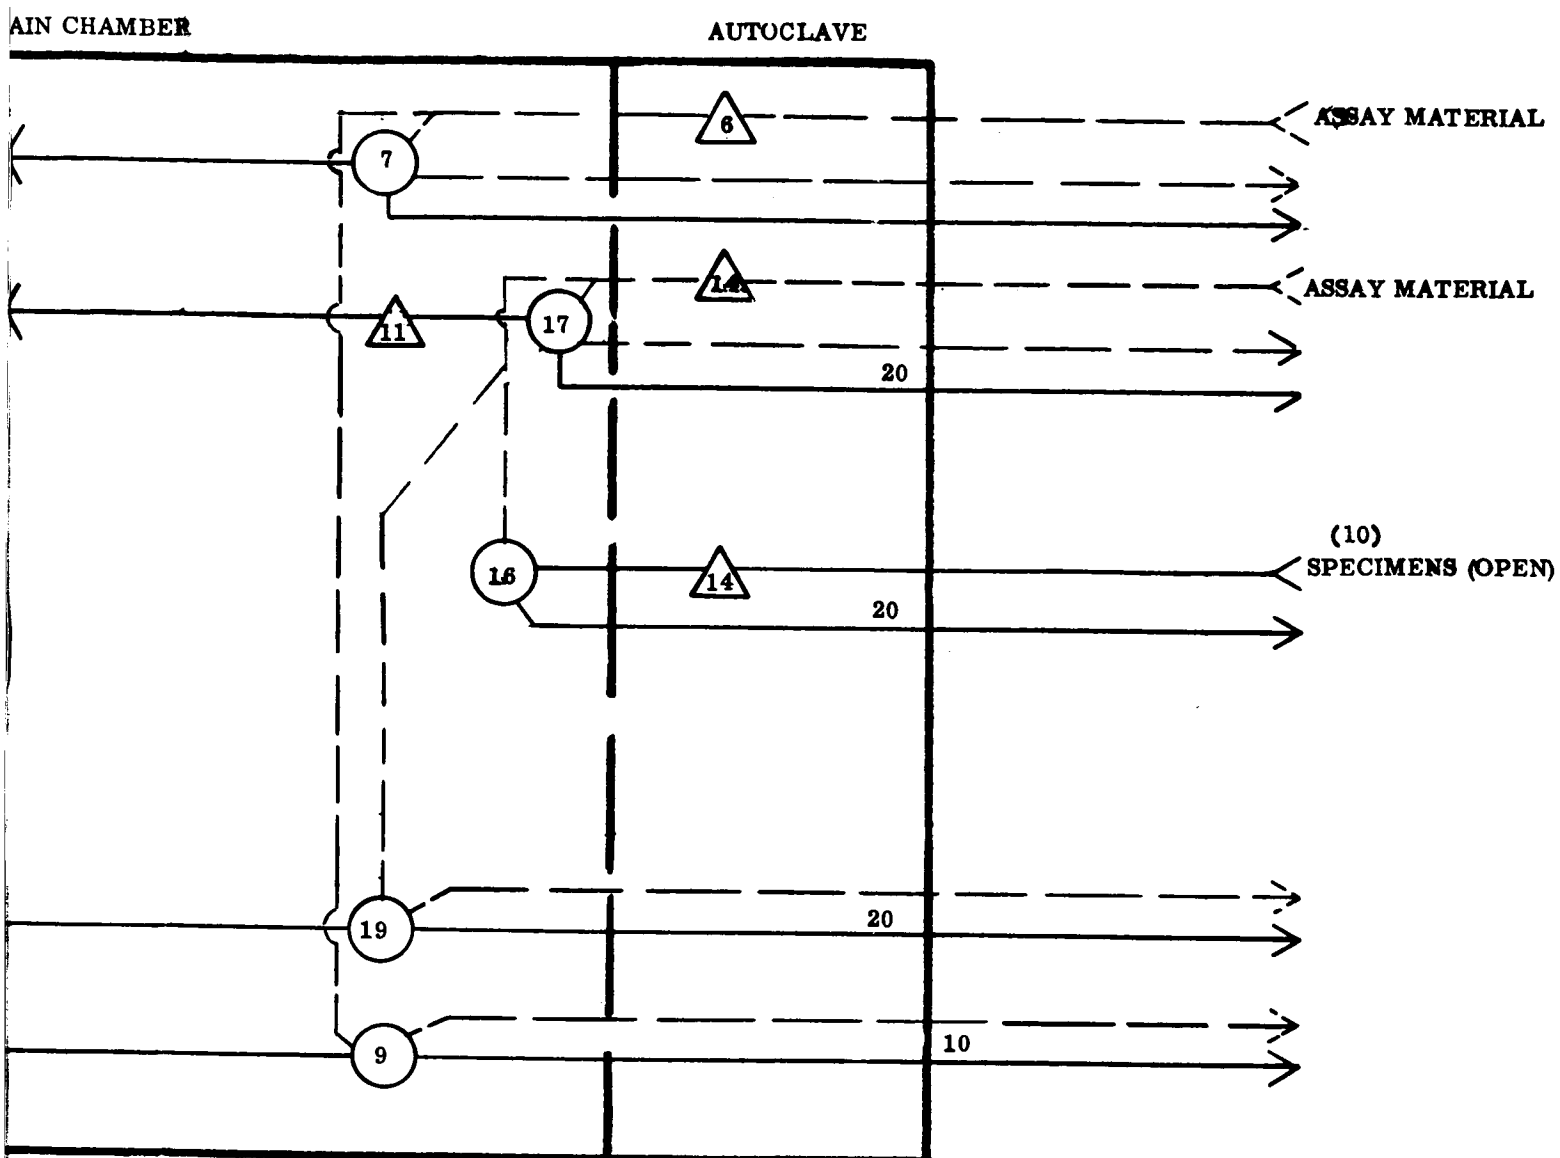 AIN CHAMBER
AUTOCLAVE
6
ASSAY MATERIAL
7
ASSAY MATERIAL
17
11
20
(10)
SPECIMENS (OPEN)
16
14
20
20
19
10
9